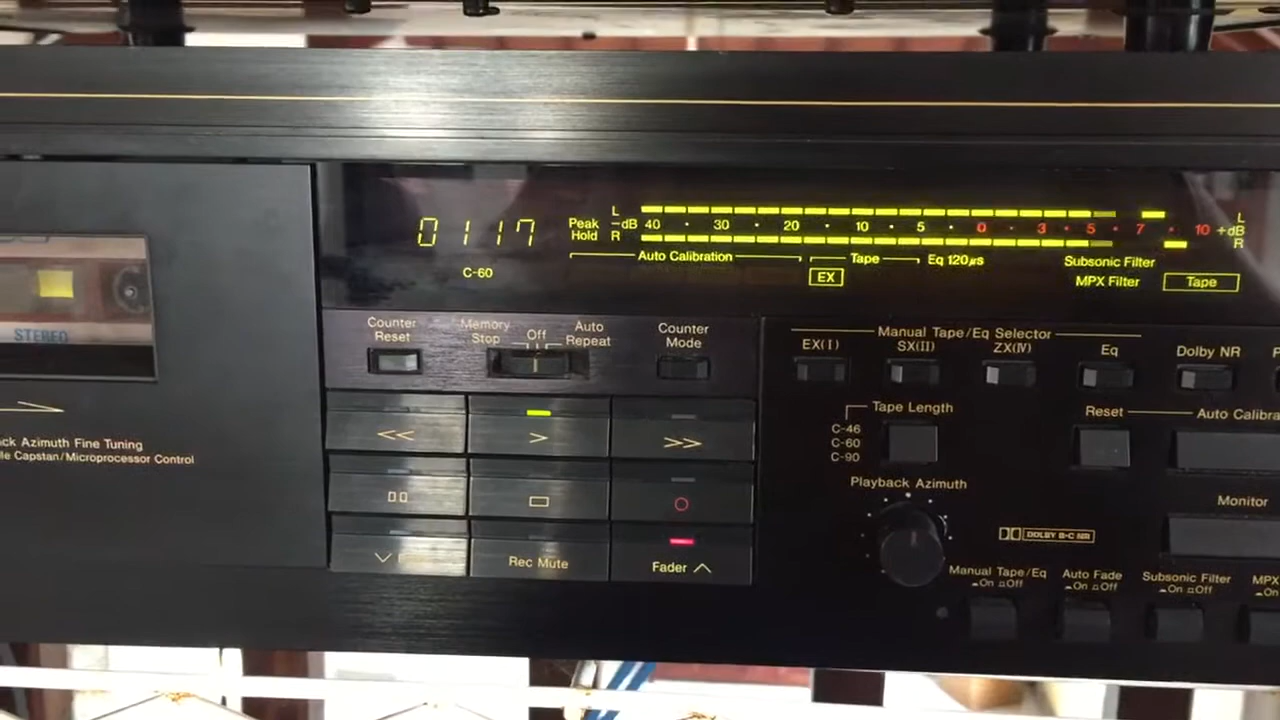 0117
Peak Hold
L
R
-dB 40 · 30 · 20 · 10 · 5 · 0 · 3 · 5 · 7 · 10 +dB
L
R
Auto Calibration
Tape
Eq 120μs
Subsonic Filter
C-60
EX
MPX Filter
Tape
STEREO
Counter Reset
Memory Stop
Off
Auto Repeat
Counter Mode
Manual Tape/Eq Selector
EX(I)
SX(II)
ZX(IV)
Eq
Dolby NR
<<
>
>>
Tape Length
C-46
C-60
C-90
Reset
Auto Calibra
ck Azimuth Fine Tuning
le Capstan/Microprocessor Control
Playback Azimuth
Monitor
DOLBY B-C NR
Rec Mute
Fader
Manual Tape/Eq
On Off
Auto Fade
On Off
Subsonic Filter
On Off
MPX
On